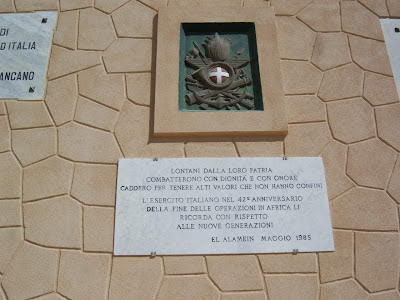 DI
D ITALIA
ANCANO
LONTANI DALLA LORO PATRIA
COMBATTERONO CON DIGNITÀ E CON ONORE
CADDERO PER TENERE ALTI VALORI CHE NON HANNO CONFINI
L'ESERCITO ITALIANO NEL 42° ANNIVERSARIO
DELLA FINE DELLE OPERAZIONI IN AFRICA LI
RICORDA CON RISPETTO
ALLE NUOVE GENERAZIONI
EL ALAMEIN MAGGIO 1985